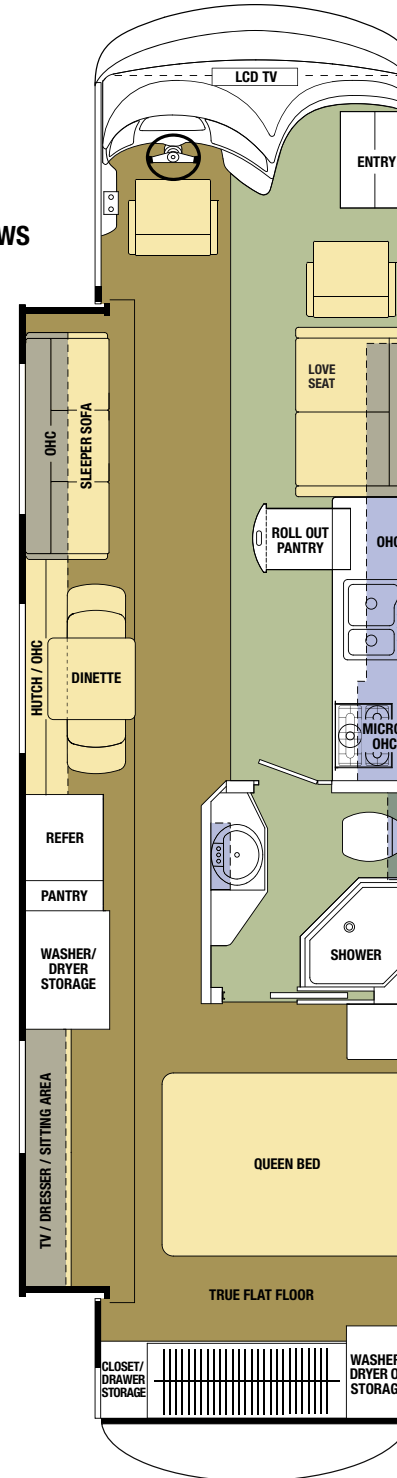 LCD TV
ENTRY
WS
LOVE
SEAT
OHC
SLEEPER SOFA
ROLL OUT
PANTRY
OHC
HUTCH / OHC
DINETTE
MICRO
OHC
REFER
PANTRY
WASHER/
DRYER
STORAGE
SHOWER
TV / DRESSER / SITTING AREA
QUEEN BED
TRUE FLAT FLOOR
CLOSET/
DRAWER
STORAGE
WASHER
DRYER O
STORAG